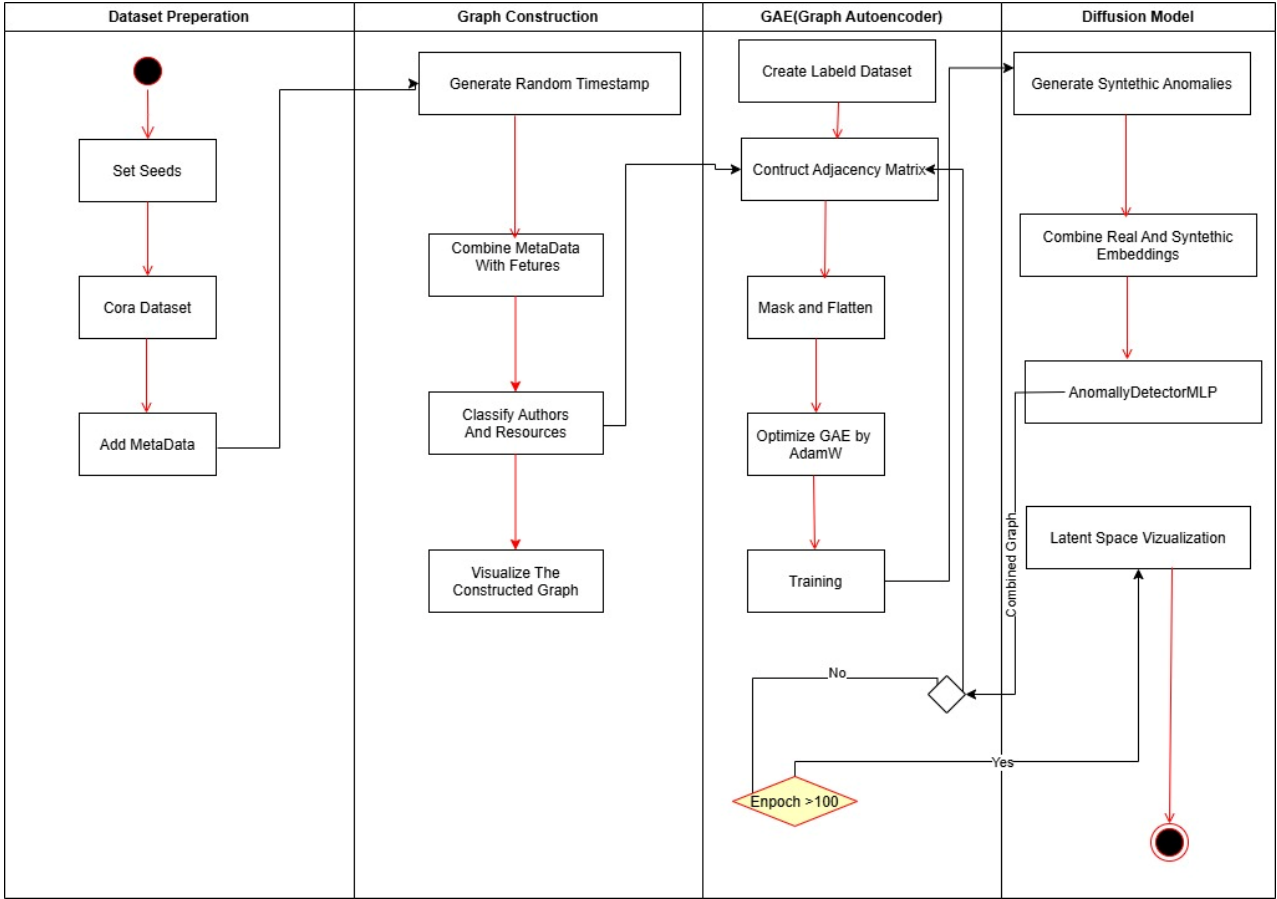 Dataset Preperation
Graph Construction
GAE(Graph Autoencoder)
Diffusion Model
Set Seeds
Cora Dataset
Add MetaData
Generate Random Timestamp
Combine MetaData
With Fetures
Classify Authors
And Resources
Visualize The
Constructed Graph
Create Labeld Dataset
Contruct Adjacency Matrix
Mask and Flatten
Optimize GAE by
AdamW
Training
No
Enpoch >100
Yes
Generate Syntethic Anomalies
Combine Real And Syntethic
Embeddings
AnomallyDetectorMLP
Combined Graph
Latent Space Vizualization